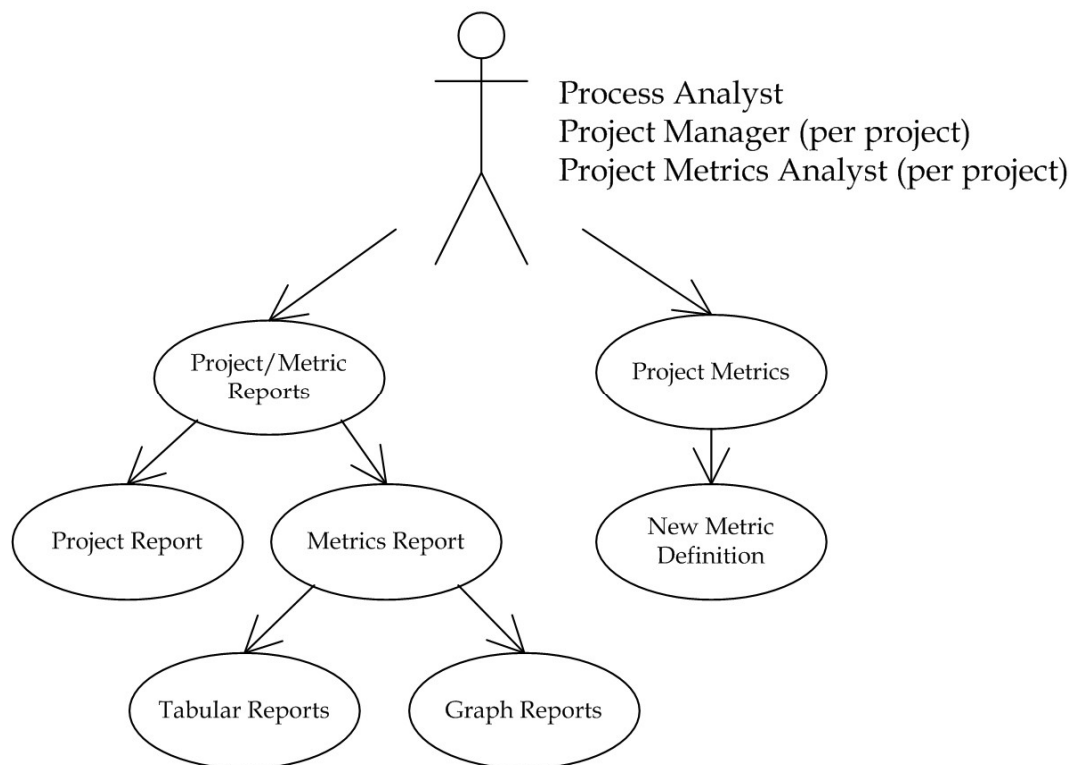 Process Analyst
Project Manager (per project)
Project Metrics Analyst (per project)
Project/Metric
Reports
Project Metrics
Project Report
Metrics Report
New Metric
Definition
Tabular Reports
Graph Reports